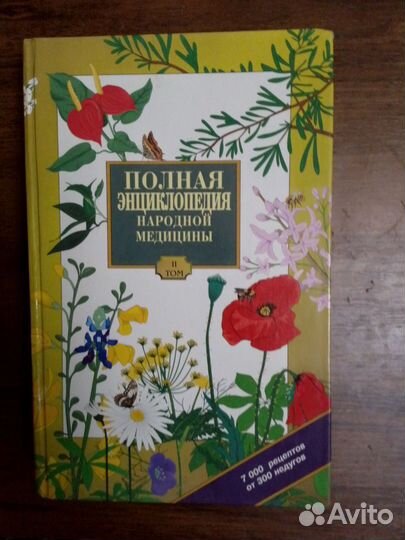 ПОЛНАЯ
ЭНЦИКЛОПЕДИЯ
НАРОДНОЙ
МЕДИЦИНЫ
II
ТОМ
7 000 рецептов
от 300 недугов
Avito